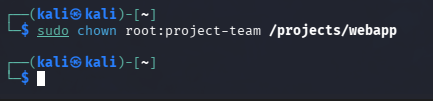 ┌──(kali㉿kali)-[~]
└─$ sudo chown root:project-team /projects/webapp
┌──(kali㉿kali)-[~]
└─$